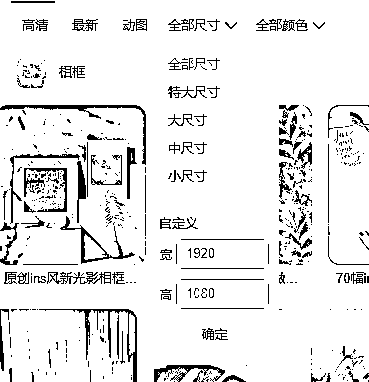 高清 最新 动图 全部尺寸 全部颜色
相框 全部尺寸
特大尺寸
大尺寸
中尺寸
小尺寸
自定义
宽 1920
原创ins风新光影相框... 70幅in
高 1080
确定